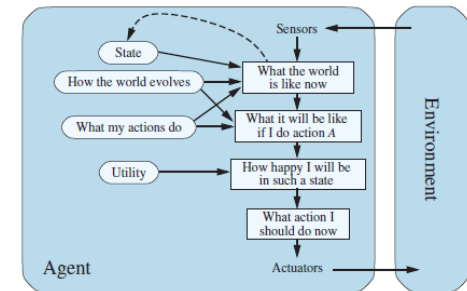 Sensors
State
What the world
is like now
How the world evolves
What my actions do
What it will be like
if I do action A
Utility
How happy I will be
in such a state
What action I
should do now
Agent
Actuators
Environment